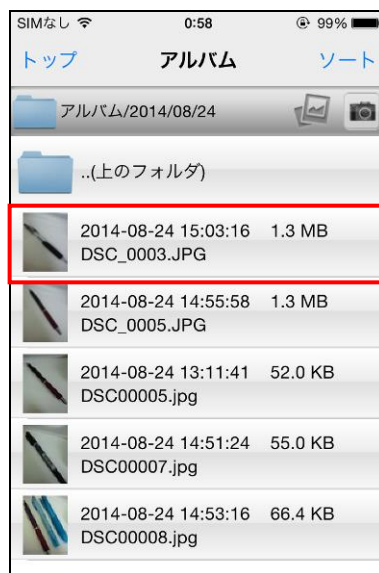 SIMなし 0:58 99%
トップ アルバム ソート
アルバム/2014/08/24
..(上のフォルダ)
2014-08-24 15:03:16 1.3 MB
DSC_0003.JPG
2014-08-24 14:55:58 1.3 MB
DSC_0005.JPG
2014-08-24 13:11:41 52.0 KB
DSC00005.jpg
2014-08-24 14:51:24 55.0 KB
DSC00007.jpg
2014-08-24 14:53:16 66.4 KB
DSC00008.jpg